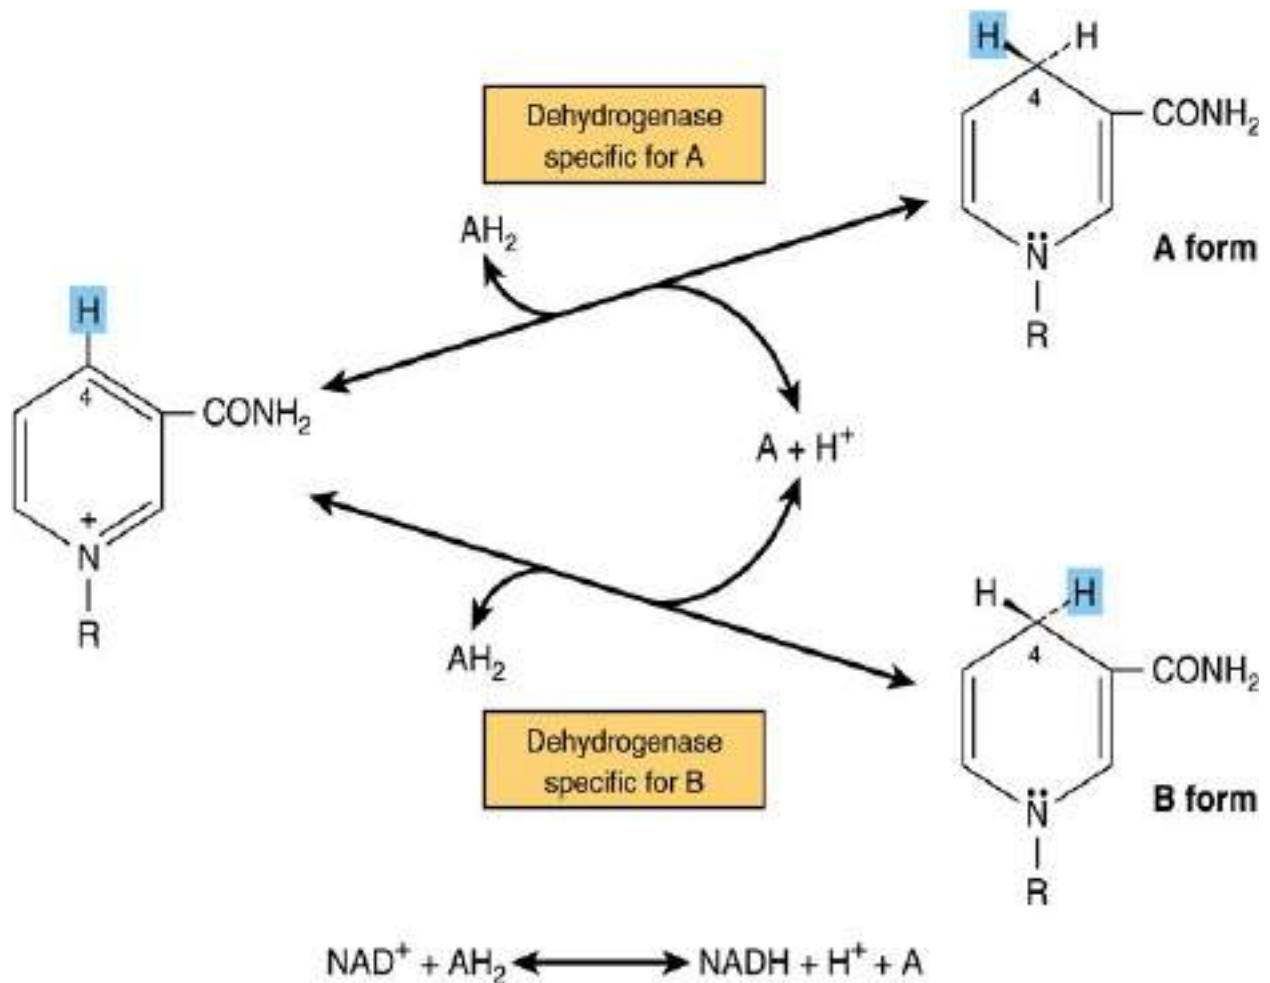 H
H
4
CONH₂
N
R
A form
Dehydrogenase
specific for A
AH₂
H
4
CONH₂
+
N
R
A + H⁺
AH₂
Dehydrogenase
specific for B
H
H
4
CONH₂
N
R
B form
NAD⁺ + AH₂ ⟷ NADH + H⁺ + A